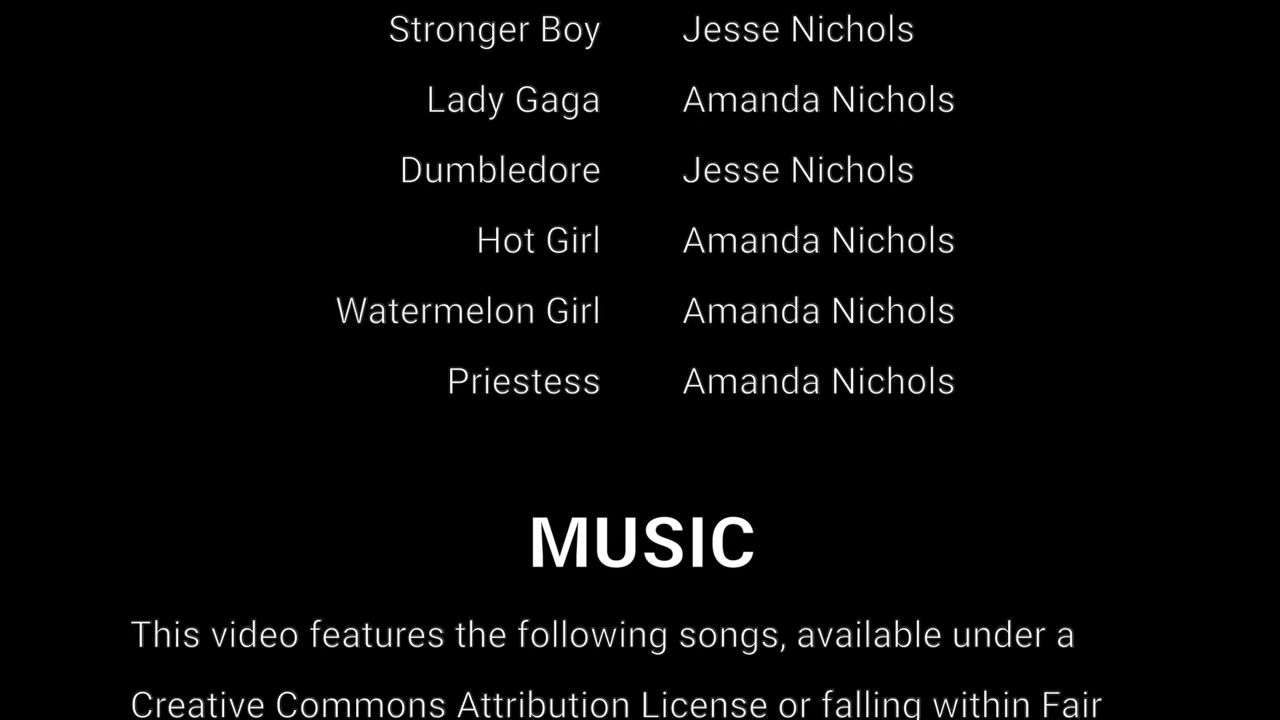 Stronger Boy Jesse Nichols
Lady Gaga Amanda Nichols
Dumbledore Jesse Nichols
Hot Girl Amanda Nichols
Watermelon Girl Amanda Nichols
Priestess Amanda Nichols
MUSIC
This video features the following songs, available under a
Creative Commons Attribution License or falling within Fair